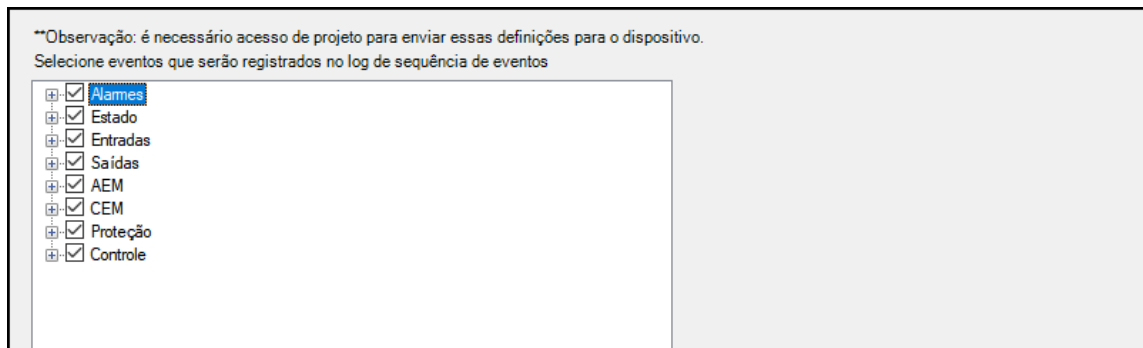 **Observação: é necessário acesso de projeto para enviar essas definições para o dispositivo.
Selecione eventos que serão registrados no log de sequência de eventos
Alarmes
Estado
Entradas
Saídas
AEM
CEM
Proteção
Controle